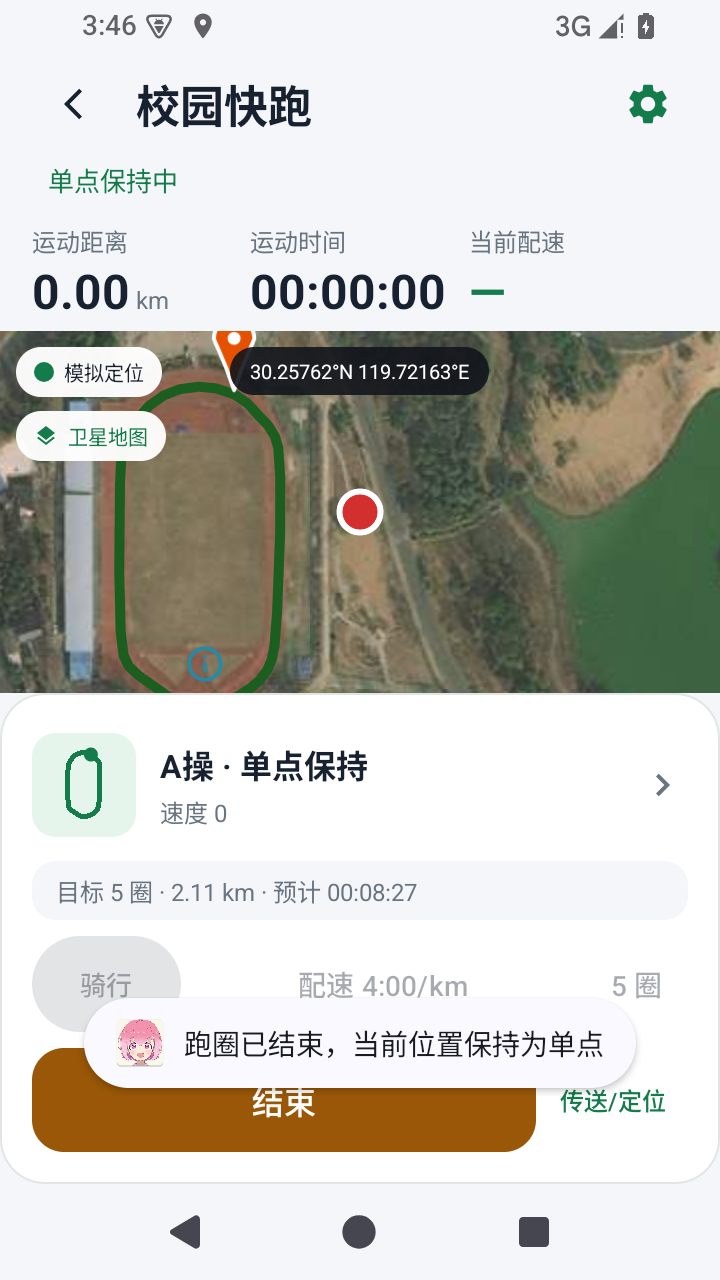 3:46
3G
校园快跑
单点保持中
运动距离 运动时间 当前配速
0.00 km 00:00:00 —
模拟定位
30.25762°N 119.72163°E
卫星地图
A操 · 单点保持
速度 0
目标 5 圈 · 2.11 km · 预计 00:08:27
骑行 配速 4:00/km 5 圈
跑圈已结束，当前位置保持为单点
结束 传送/定位